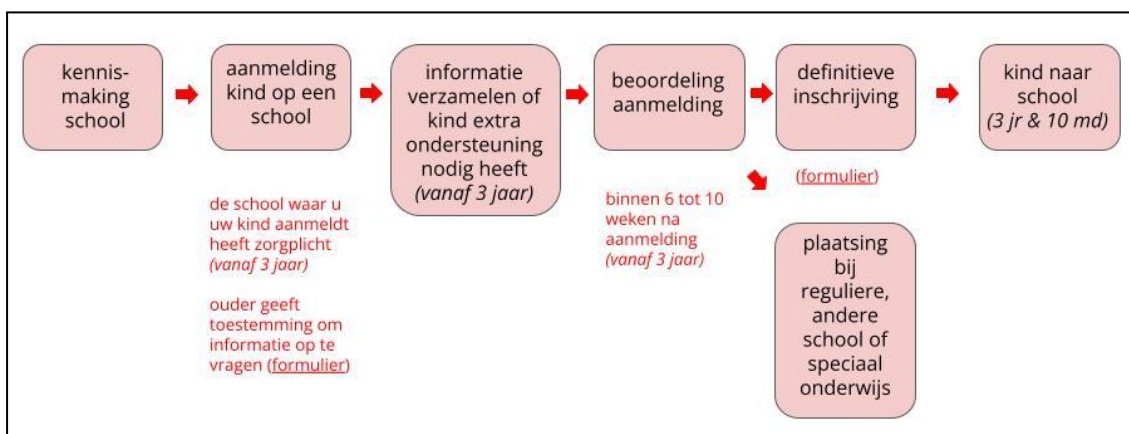 kennis-
making
school
aanmelding
kind op een
school
informatie
verzamelen of
kind extra
ondersteuning
nodig heeft
(vanaf 3 jaar)
beoordeling
aanmelding
definitieve
inschrijving
kind naar
school
(3 jr & 10 md)
de school waar u
uw kind aanmeldt
heeft zorgplicht
(vanaf 3 jaar)
ouder geeft
toestemming om
informatie op te
vragen (formulier)
binnen 6 tot 10
weken na
aanmelding
(vanaf 3 jaar)
(formulier)
plaatsing
bij
reguliere,
andere
school of
speciaal
onderwijs